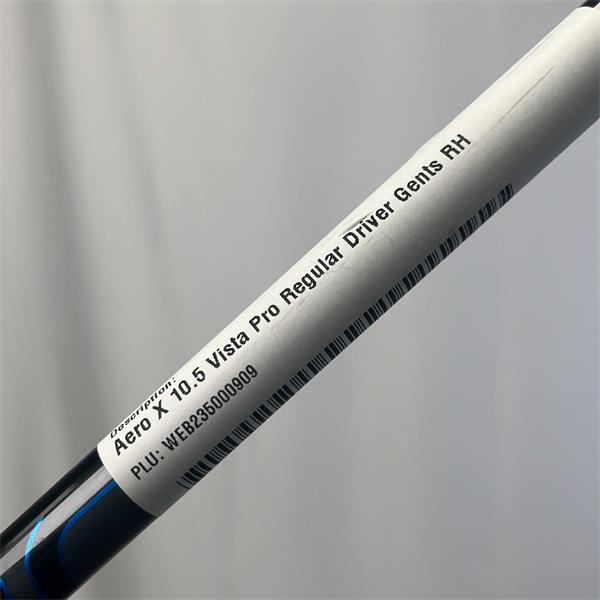 Description:
Aero X 10.5 Vista Pro Regular Driver Gents RH
PLU: WEB235000909